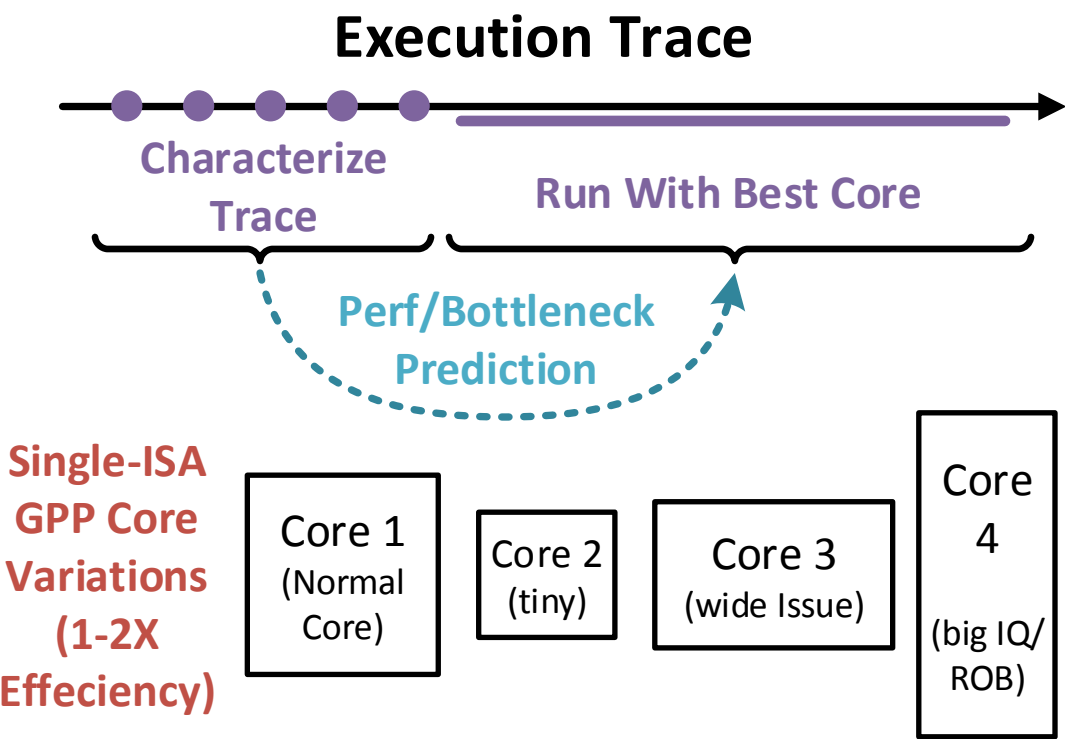 Execution Trace
Characterize
Trace
Run With Best Core
Perf/Bottleneck
Prediction
Single-ISA
GPP Core
Variations
(1-2X
Effeciency)
Core 1
(Normal
Core)
Core 2
(tiny)
Core 3
(wide Issue)
Core
4
(big IQ/
ROB)